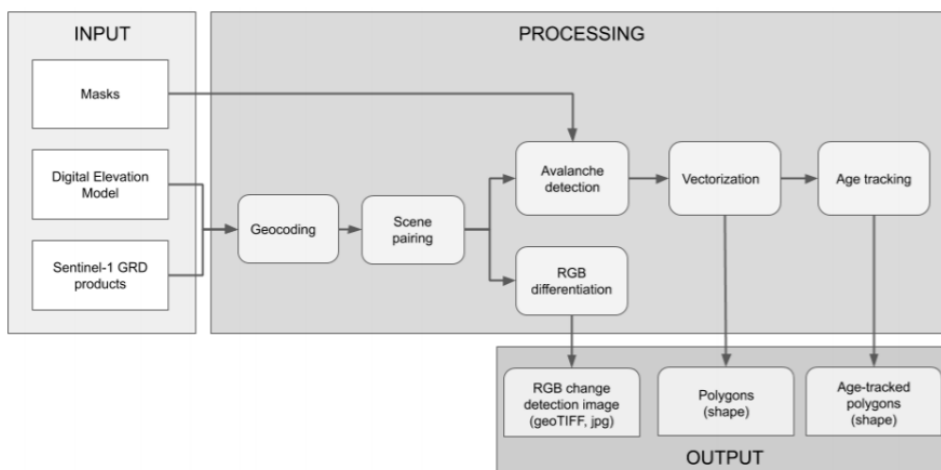 INPUT
PROCESSING
Masks
Digital Elevation
Model
Sentinel-1 GRD
products
Geocoding
Scene
pairing
Avalanche
detection
Vectorization
Age tracking
RGB
differentiation
RGB change
detection image
(geoTIFF, jpg)
Polygons
(shape)
Age-tracked
polygons
(shape)
OUTPUT